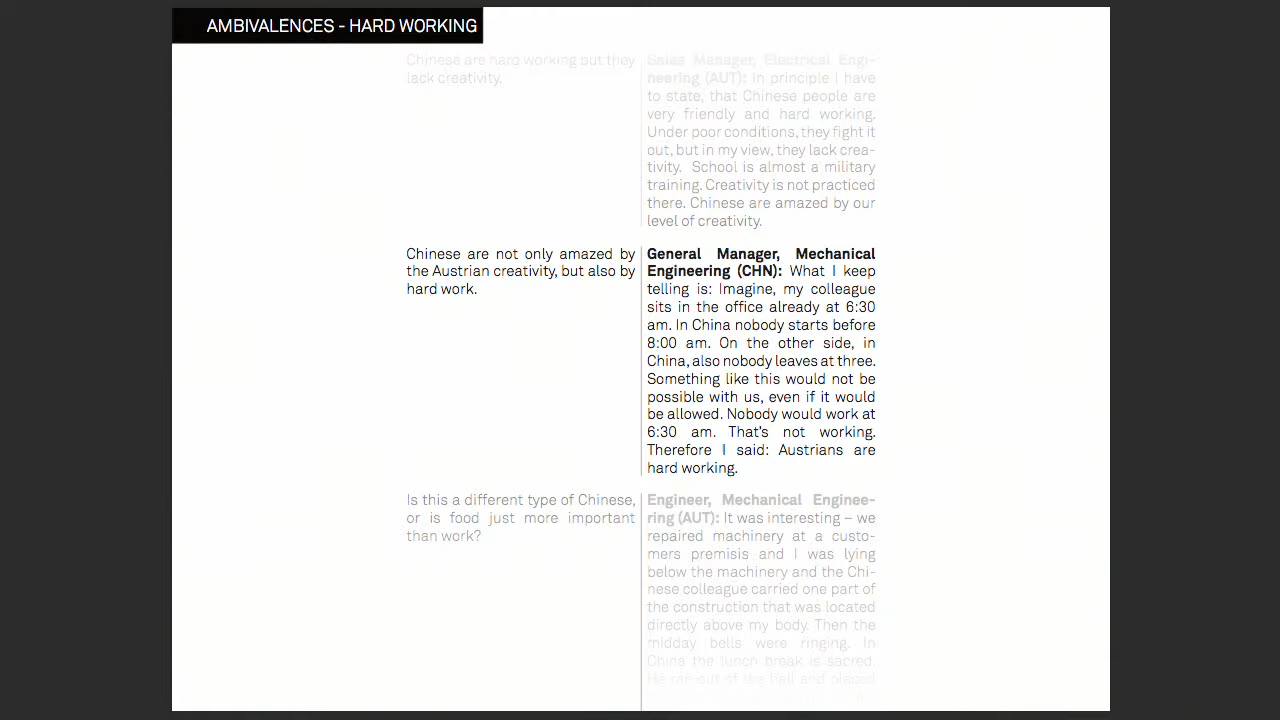 AMBIVALENCES - HARD WORKING
Chinese are hard working but they
lack creativity.
Sales Manager, Electrical Engi-
neering (AUT): In principle I have
to state, that Chinese people are
very friendly and hard working.
Under poor conditions, they fight it
out, but in my view, they lack crea-
tivity. School is almost a military
training. Creativity is not practiced
there. Chinese are amazed by our
level of creativity.
Chinese are not only amazed by
the Austrian creativity, but also by
hard work.
General Manager, Mechanical
Engineering (CHN): What I keep
telling is: Imagine, my colleague
sits in the office already at 6:30
am. In China nobody starts before
8:00 am. On the other side, in
China, also nobody leaves at three.
Something like this would not be
possible with us, even if it would
be allowed. Nobody would work at
6:30 am. That's not working.
Therefore I said: Austrians are
hard working.
Is this a different type of Chinese,
or is food just more important
than work?
Engineer, Mechanical Enginee-
ring (AUT): It was interesting – we
repaired machinery at a custo-
mers premisis and I was lying
below the machinery and the Chi-
nese colleague carried one part of
the construction that was located
directly above my body. Then the
midday bells were ringing. In
China the lunch break is sacred.
He ran out of the hall and placed